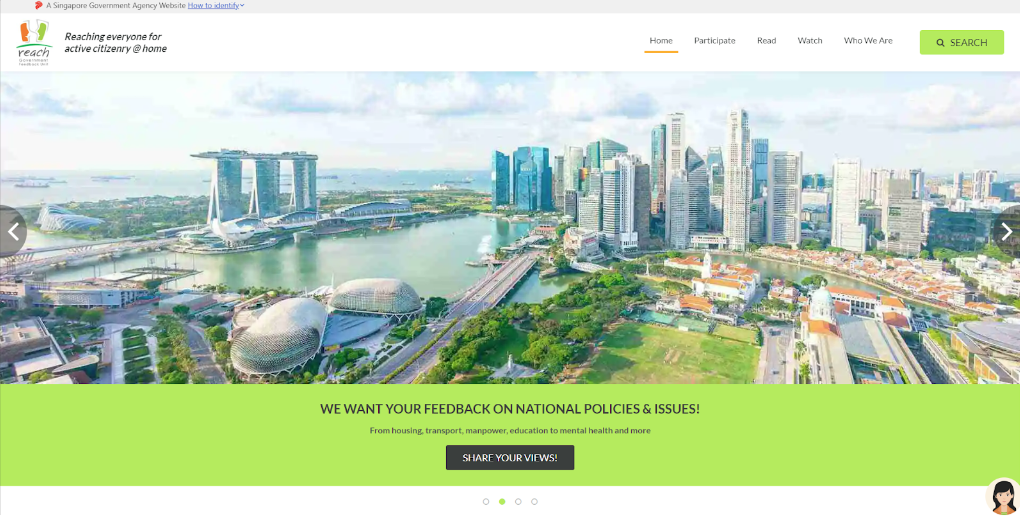 A Singapore Government Agency Website How to identify
reach
Reaching everyone for
active citizenry @ home
Home
Participate
Read
Watch
Who We Are
SEARCH
WE WANT YOUR FEEDBACK ON NATIONAL POLICIES & ISSUES!
From housing, transport, manpower, education to mental health and more
SHARE YOUR VIEWS!